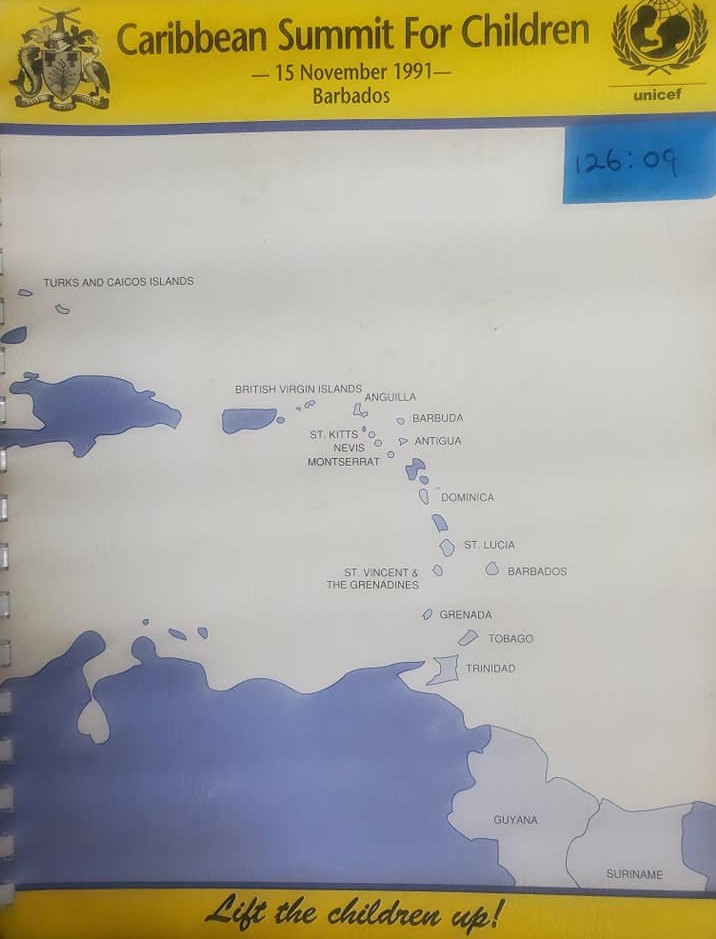 Caribbean Summit For Children
— 15 November 1991—
Barbados
unicef
126:09
TURKS AND CAICOS ISLANDS
BRITISH VIRGIN ISLANDS
ANGUILLA
BARBUDA
ST. KITTS
ANTIGUA
NEVIS
MONTSERRAT
DOMINICA
ST. LUCIA
ST. VINCENT &
THE GRENADINES
BARBADOS
GRENADA
TOBAGO
TRINIDAD
GUYANA
SURINAME
Lift the children up!